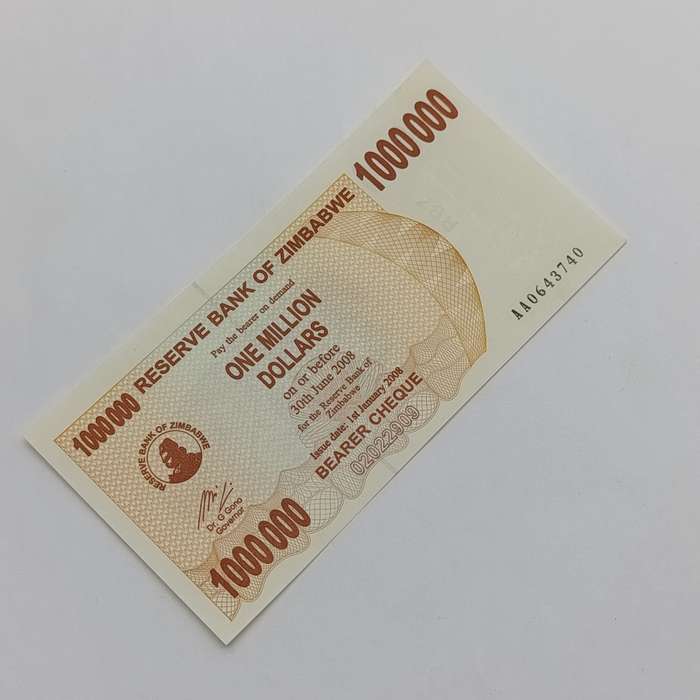 1000000 RESERVE BANK OF ZIMBABWE 1000000
Pay the bearer on demand
ONE MILLION
DOLLARS
on or before
30th June 2008
for the Reserve Bank of
Zimbabwe
Issue date: 1st January 2008
BEARER CHEQUE
02022909
RESERVE BANK OF ZIMBABWE
Dr. G Gono
Governor
1000000
AA0643740
RBZ